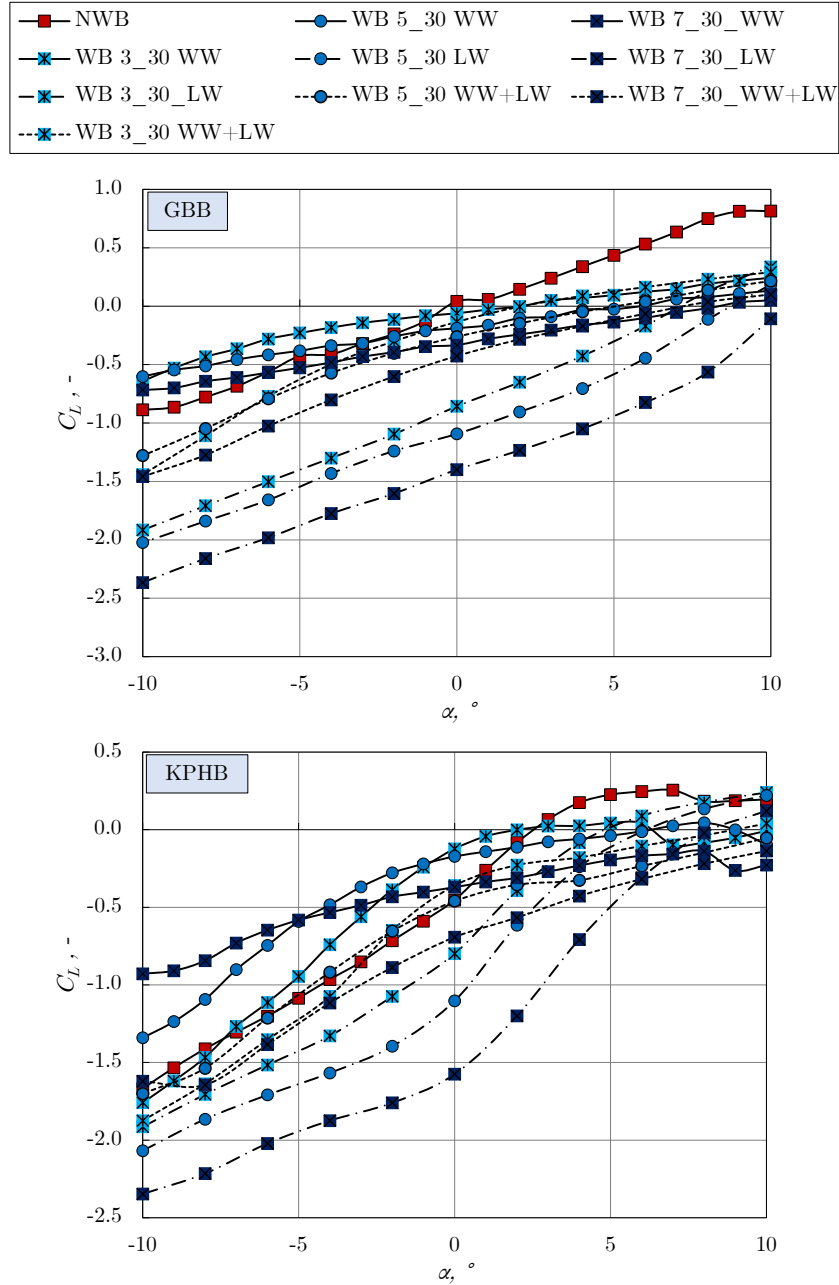 NWB
WB 5_30 WW
WB 7_30_WW
WB 3_30 WW
WB 5_30 LW
WB 7_30_LW
WB 3_30_LW
WB 5_30 WW+LW
WB 7_30_WW+LW
WB 3_30 WW+LW
GBB
1.0
0.5
0.0
-0.5
-1.0
-1.5
-2.0
-2.5
-3.0
C_L , -
-10
-5
0
5
10
α, °
KPHB
0.5
0.0
-0.5
-1.0
-1.5
-2.0
-2.5
C_L , -
-10
-5
0
5
10
α, °